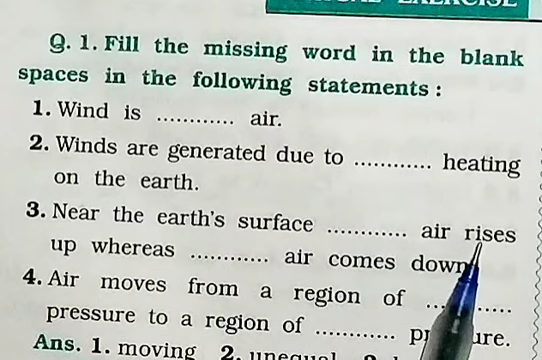 EXERCISE
Q. 1. Fill the missing word in the blank
spaces in the following statements :
1. Wind is ............ air.
2. Winds are generated due to ............ heating
on the earth.
3. Near the earth's surface ............ air rises
up whereas ............ air comes down
4. Air moves from a region of ............
pressure to a region of ............
Ans. 1. moving 2. unequal